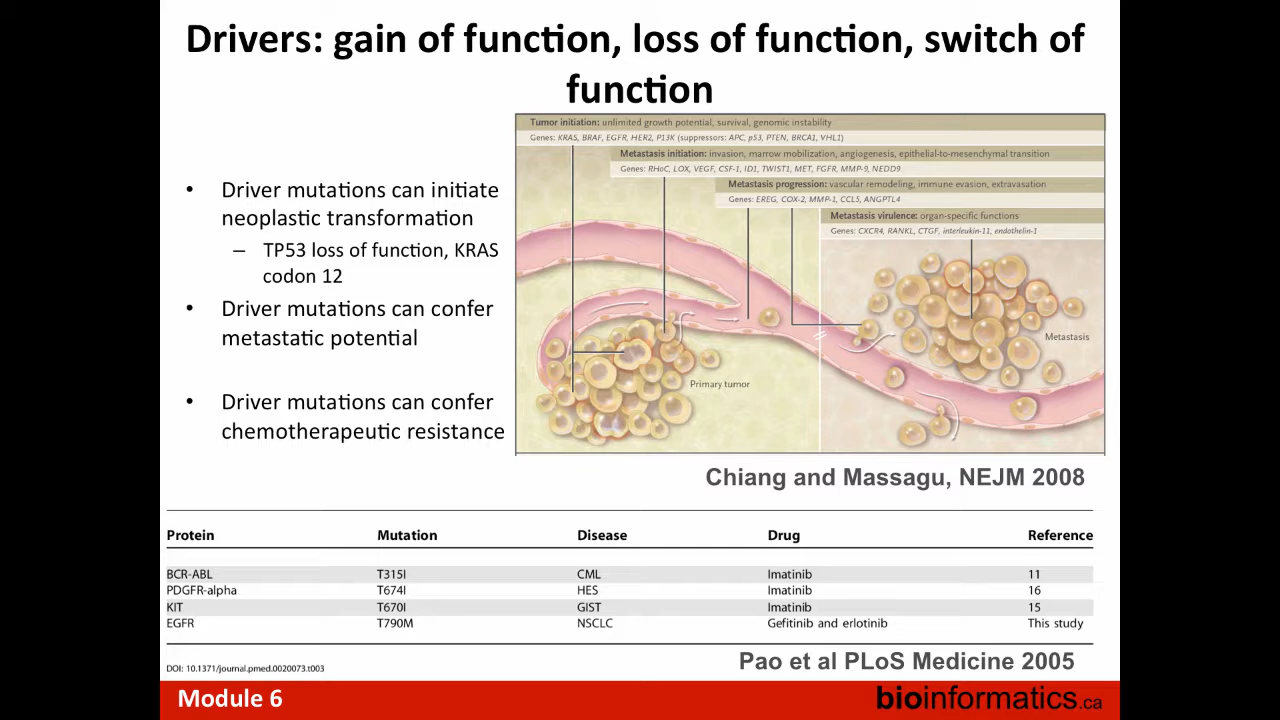 Drivers: gain of function, loss of function, switch of
function
• Driver mutations can initiate
neoplastic transformation
– TP53 loss of function, KRAS
codon 12
• Driver mutations can confer
metastatic potential
• Driver mutations can confer
chemotherapeutic resistance
Tumor initiation: unlimited growth potential, survival, genomic instability
Genes: KRAS, BRAF, EGFR, HER2, P13K (suppressors: APC, p53, PTEN, BRCA1, VHL1)
Metastasis initiation: invasion, marrow mobilization, angiogenesis, epithelial-to-mesenchymal transition
Genes: RHoC, LOX, VEGF, CSF-1, ID1, TWIST1, MET, FGFR, MMP-9, NEDD9
Metastasis progression: vascular remodeling, immune evasion, extravasation
Genes: EREG, COX-2, MMP-1, CCL5, ANGPTL4
Metastasis virulence: organ-specific functions
Genes: CXCR4, RANKL, CTGF, interleukin-11, endothelin-1
Metastasis
Primary tumor
Chiang and Massagu, NEJM 2008
Protein Mutation Disease Drug Reference
BCR-ABL T315I CML Imatinib 11
PDGFR-alpha T674I HES Imatinib 16
KIT T670I GIST Imatinib 15
EGFR T790M NSCLC Gefitinib and erlotinib This study
DOI: 10.1371/journal.pmed.0020073.t003
Pao et al PLoS Medicine 2005
Module 6
bioinformatics.ca